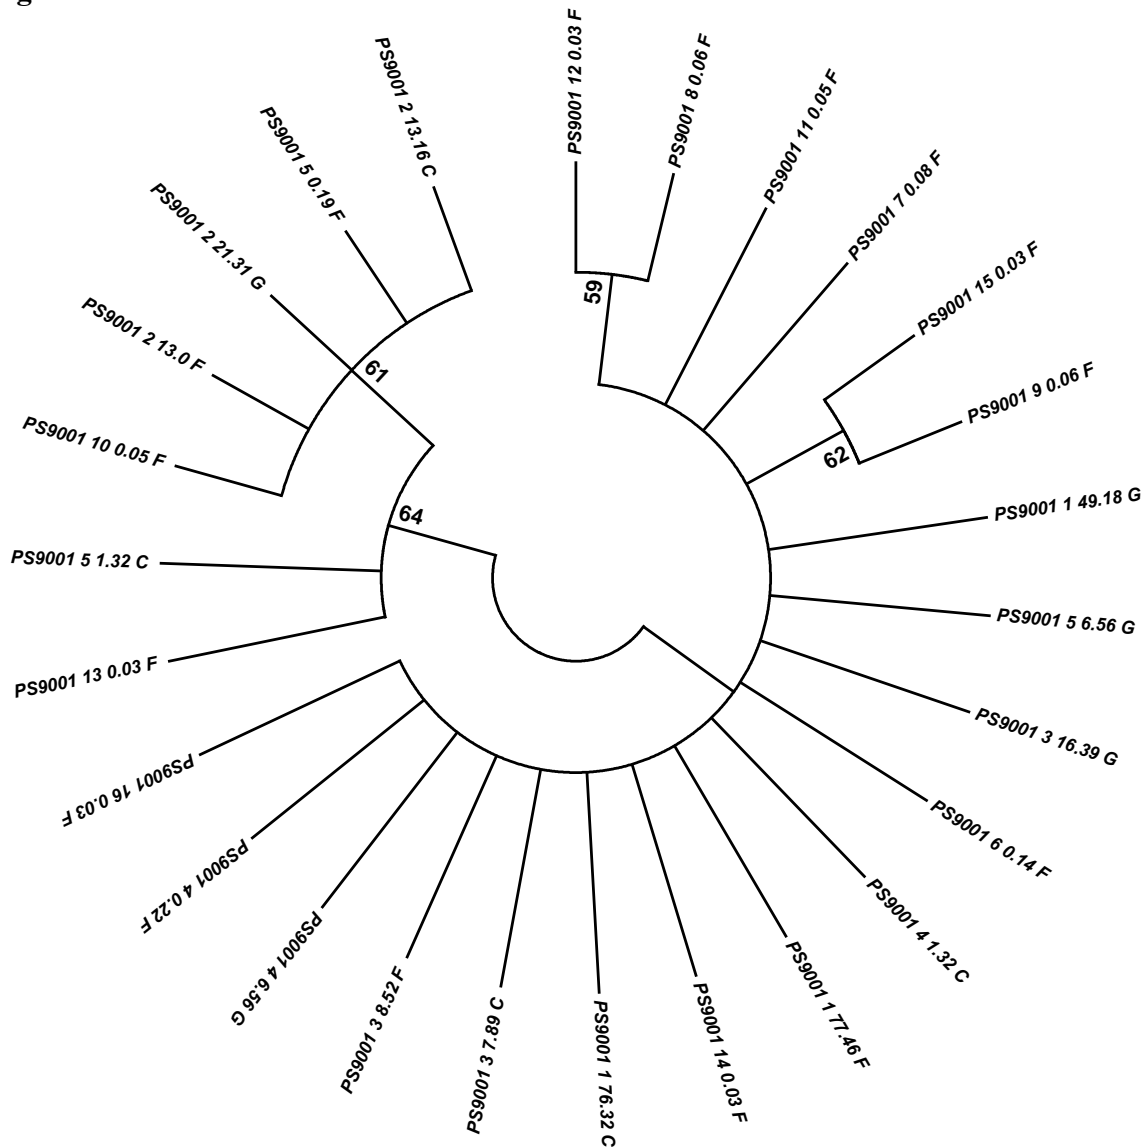 g
PS9001 12 0.03 F
PS9001 8 0.06 F
PS9001 11 0.05 F
PS9001 7 0.08 F
PS9001 15 0.03 F
PS9001 9 0.06 F
PS9001 1 49.18 G
PS9001 5 6.56 G
PS9001 3 16.39 G
PS9001 6 0.14 F
PS9001 4 1.32 C
PS9001 1 77.46 F
PS9001 14 0.03 F
PS9001 1 76.32 C
PS9001 3 7.89 C
PS9001 3 8.52 F
PS9001 4 6.56 G
PS9001 4 0.22 F
PS9001 16 0.03 F
PS9001 13 0.03 F
PS9001 5 1.32 C
PS9001 10 0.05 F
PS9001 2 13.0 F
PS9001 2 21.31 G
PS9001 5 0.19 F
PS9001 2 13.16 C
59
62
61
64